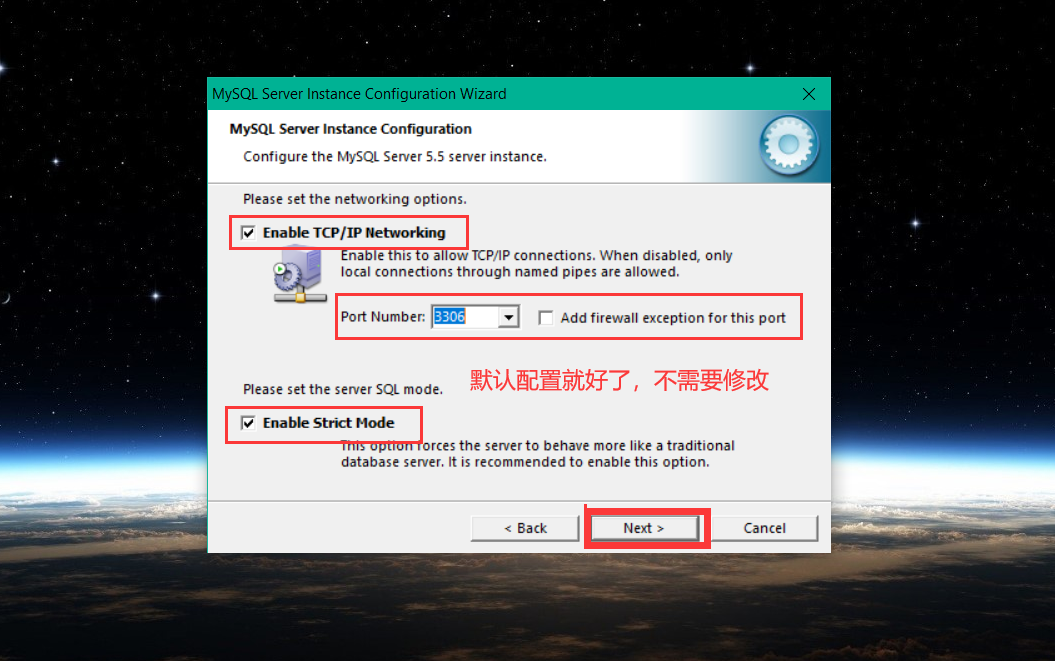 MySQL Server Instance Configuration Wizard
MySQL Server Instance Configuration
Configure the MySQL Server 5.5 server instance.
Please set the networking options.
Enable TCP/IP Networking
Enable this to allow TCP/IP connections. When disabled, only
local connections through named pipes are allowed.
Port Number: 3306 Add firewall exception for this port
默认配置就好了，不需要修改
Please set the server SQL mode.
Enable Strict Mode
This option forces the server to behave more like a traditional
database server. It is recommended to enable this option.
< Back Next > Cancel